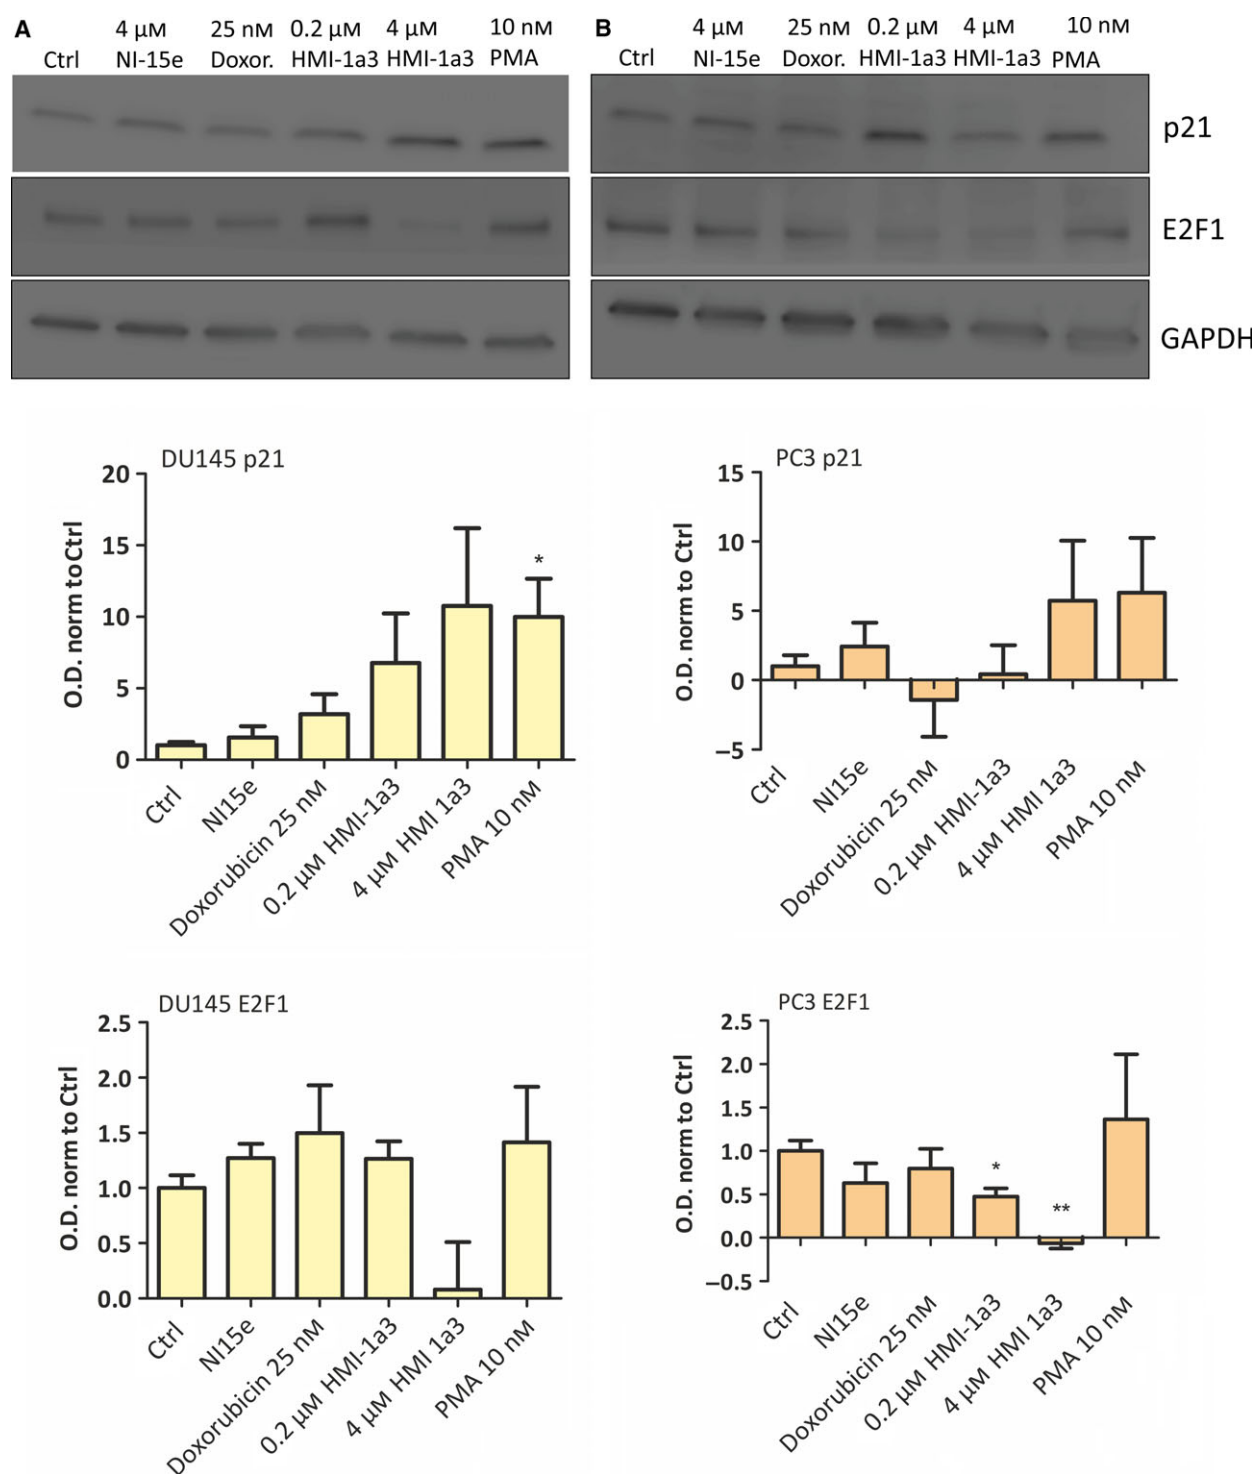 A
4 µM 25 nM 0.2 µM 4 µM 10 nM
Ctrl NI-15e Doxor. HMI-1a3 HMI-1a3 PMA
B
4 µM 25 nM 0.2 µM 4 µM 10 nM
Ctrl NI-15e Doxor. HMI-1a3 HMI-1a3 PMA
p21
E2F1
GAPDH
DU145 p21
O.D. norm to Ctrl
20
15
10
5
0
*
Ctrl
NI15e
Doxorubicin 25 nM
0.2 µM HMI-1a3
4 µM HMI 1a3
PMA 10 nM
PC3 p21
O.D. norm to Ctrl
15
10
5
0
–5
Ctrl
NI15e
Doxorubicin 25 nM
0.2 µM HMI-1a3
4 µM HMI 1a3
PMA 10 nM
DU145 E2F1
O.D. norm to Ctrl
2.5
2.0
1.5
1.0
0.5
0.0
Ctrl
NI15e
Doxorubicin 25 nM
0.2 µM HMI-1a3
4 µM HMI 1a3
PMA 10 nM
PC3 E2F1
O.D. norm to Ctrl
2.5
2.0
1.5
1.0
0.5
0.0
–0.5
*
**
Ctrl
NI15e
Doxorubicin 25 nM
0.2 µM HMI-1a3
4 µM HMI 1a3
PMA 10 nM